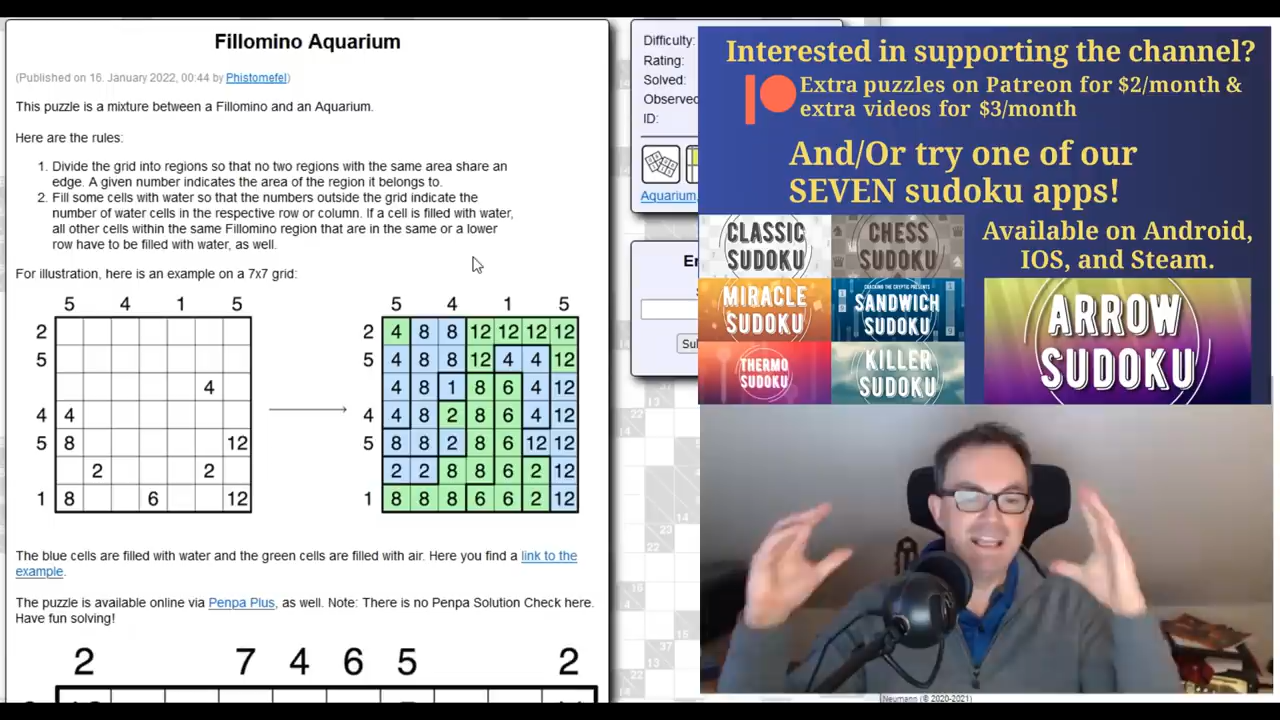 Fillomino Aquarium
(Published on 16. January 2022, 00:44 by Phistomefel)
This puzzle is a mixture between a Fillomino and an Aquarium.
Here are the rules:
1. Divide the grid into regions so that no two regions with the same area share an
edge. A given number indicates the area of the region it belongs to.
2. Fill some cells with water so that the numbers outside the grid indicate the
number of water cells in the respective row or column. If a cell is filled with water,
all other cells within the same Fillomino region that are in the same or a lower
row have to be filled with water, as well.
For illustration, here is an example on a 7x7 grid:
5 4 1 5
2
5
4
4 4
5 8 12
2 2
1 8 6 12
5 4 1 5
2 4 8 8 12 12 12 12
5 4 8 8 12 4 4 12
4 8 1 8 6 4 12
4 4 8 2 8 6 4 12
5 8 8 2 8 6 12 12
2 2 8 8 6 2 12
1 8 8 8 6 6 2 12
The blue cells are filled with water and the green cells are filled with air. Here you find a link to the
example.
The puzzle is available online via Penpa Plus, as well. Note: There is no Penpa Solution Check here.
Have fun solving!
2 7 4 6 5 2
Difficulty:
Rating:
Solved:
Observed
ID:
Aquarium,
Interested in supporting the channel?
Extra puzzles on Patreon for $2/month &
extra videos for $3/month
And/Or try one of our
SEVEN sudoku apps!
CLASSIC
SUDOKU
CHESS
SUDOKU
MIRACLE
SUDOKU
CRACKING THE CRYPTIC PRESENTS
SANDWICH
SUDOKU
THERMO
SUDOKU
KILLER
SUDOKU
Available on Android,
IOS, and Steam.
ARROW
SUDOKU
Neumann (© 2020-2021)